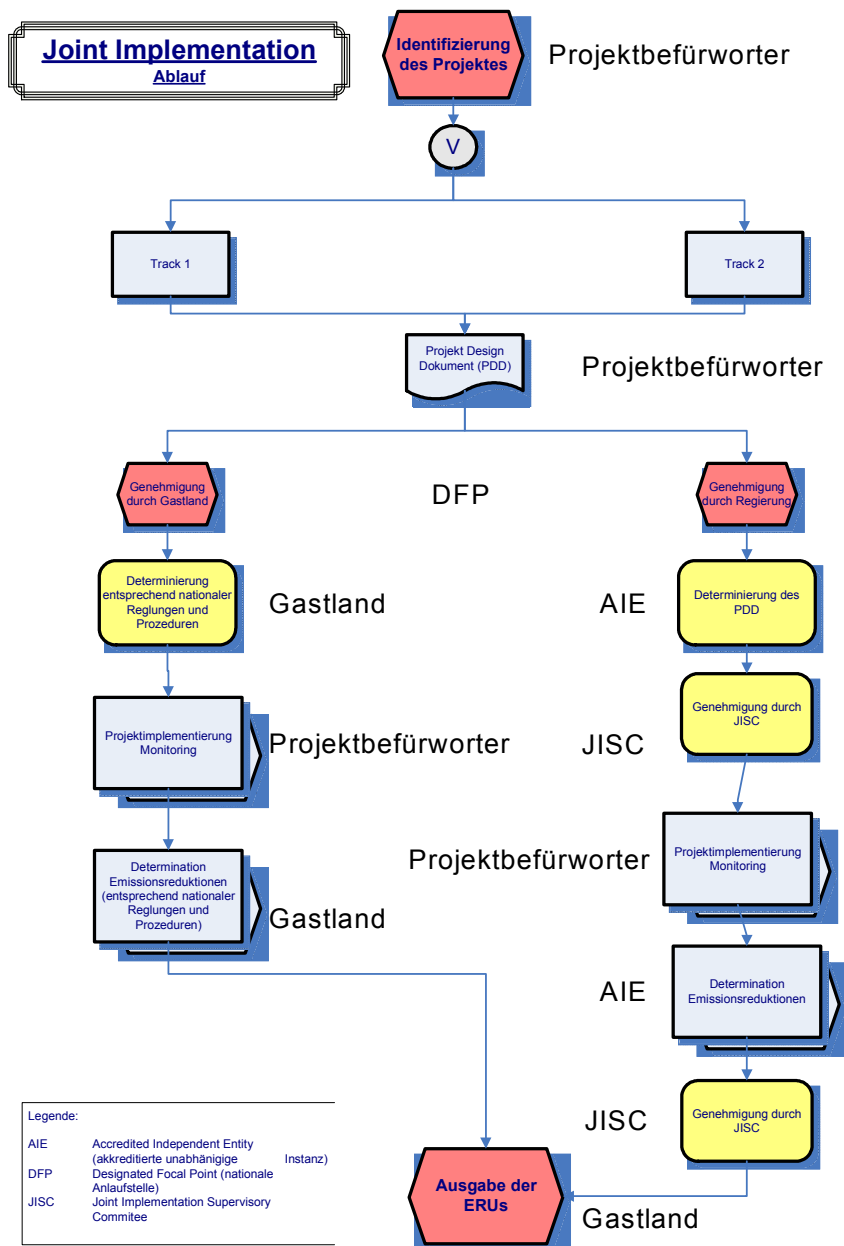 Joint Implementation
Ablauf
Identifizierung
des Projektes
Projektbefürworter
V
Track 1
Track 2
Projekt Design
Dokument (PDD)
Projektbefürworter
Genehmigung
durch Gastland
DFP
Genehmigung
durch Regierung
Determinierung
entsprechend nationaler
Reglungen und
Prozeduren
Gastland
AIE
Determinierung des
PDD
Genehmigung durch
JISC
JISC
Projektimplementierung
Monitoring
Projektbefürworter
Projektbefürworter
Projektimplementierung
Monitoring
Determination
Emissionsreduktionen
(entsprechend nationaler
Reglungen und
Prozeduren)
Gastland
AIE
Determination
Emissionsreduktionen
JISC
Genehmigung durch
JISC
Ausgabe der
ERUs
Gastland
Legende:
AIE Accredited Independent Entity
(akkreditierte unabhänigige Instanz)
DFP Designated Focal Point (nationale
Anlaufstelle)
JISC Joint Implementation Supervisory
Commitee